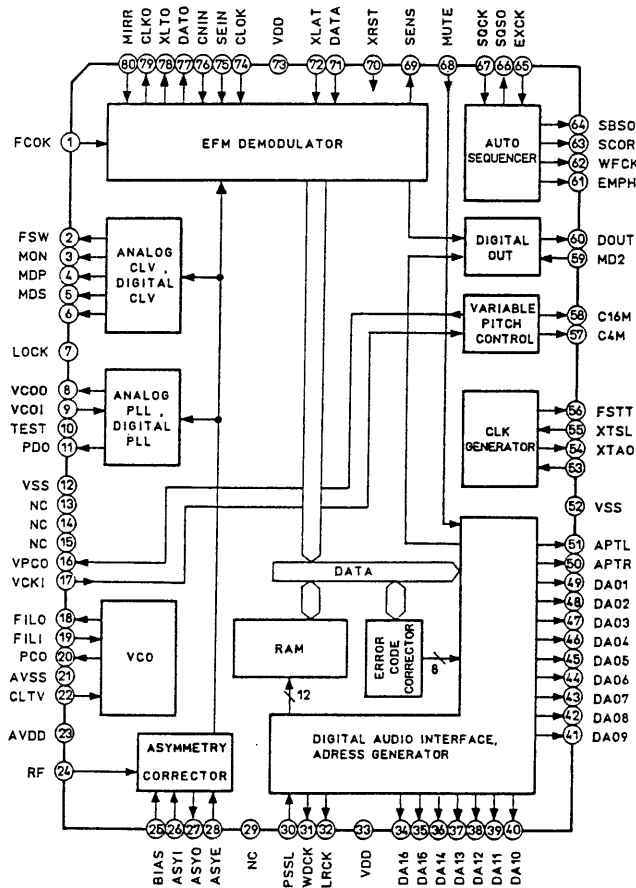 MIRR
CLKO
XLTO
DATO
CNIN
SEIN
CLOK
VDD
XLAT
DATA
XRST
SENS
MUTE
SQCK
SQSO
EXCK
80
79
78
77
76
75
74
73
72
71
70
69
68
67
66
65
FCOK
1
EFM DEMODULATOR
AUTO
SEQUENCER
64
SBSO
63
SCOR
62
WFCK
61
EMPH
FSW
2
MON
3
MDP
4
MDS
5
6
ANALOG
CLV ,
DIGITAL
CLV
DIGITAL
OUT
60
DOUT
59
MD2
VARIABLE
PITCH
CONTROL
58
C16M
57
C4M
LOCK
7
VCOO
8
VCOI
9
TEST
10
PDO
11
ANALOG
PLL ,
DIGITAL
PLL
CLK
GENERATOR
56
FSTT
55
XTSL
54
XTAO
53
VSS
12
NC
13
NC
14
NC
15
VPCO
16
VCKI
17
52
VSS
DATA
51
APTL
50
APTR
49
DA01
48
DA02
47
DA03
46
DA04
45
DA05
44
DA06
43
DA07
42
DA08
41
DA09
FILO
18
FILI
19
PCO
20
AVSS
21
CLTV
22
VCO
RAM
ERROR
CODE
CORRECTOR
8
12
AVDD
23
RF
24
ASYMMETRY
CORRECTOR
DIGITAL AUDIO INTERFACE,
ADRESS GENERATOR
25
26
27
28
29
30
31
32
33
34
35
36
37
38
39
40
BIAS
ASYI
ASYO
ASYE
NC
PSSL
WDCK
LRCK
VDD
DA16
DA15
DA14
DA13
DA12
DA11
DA10